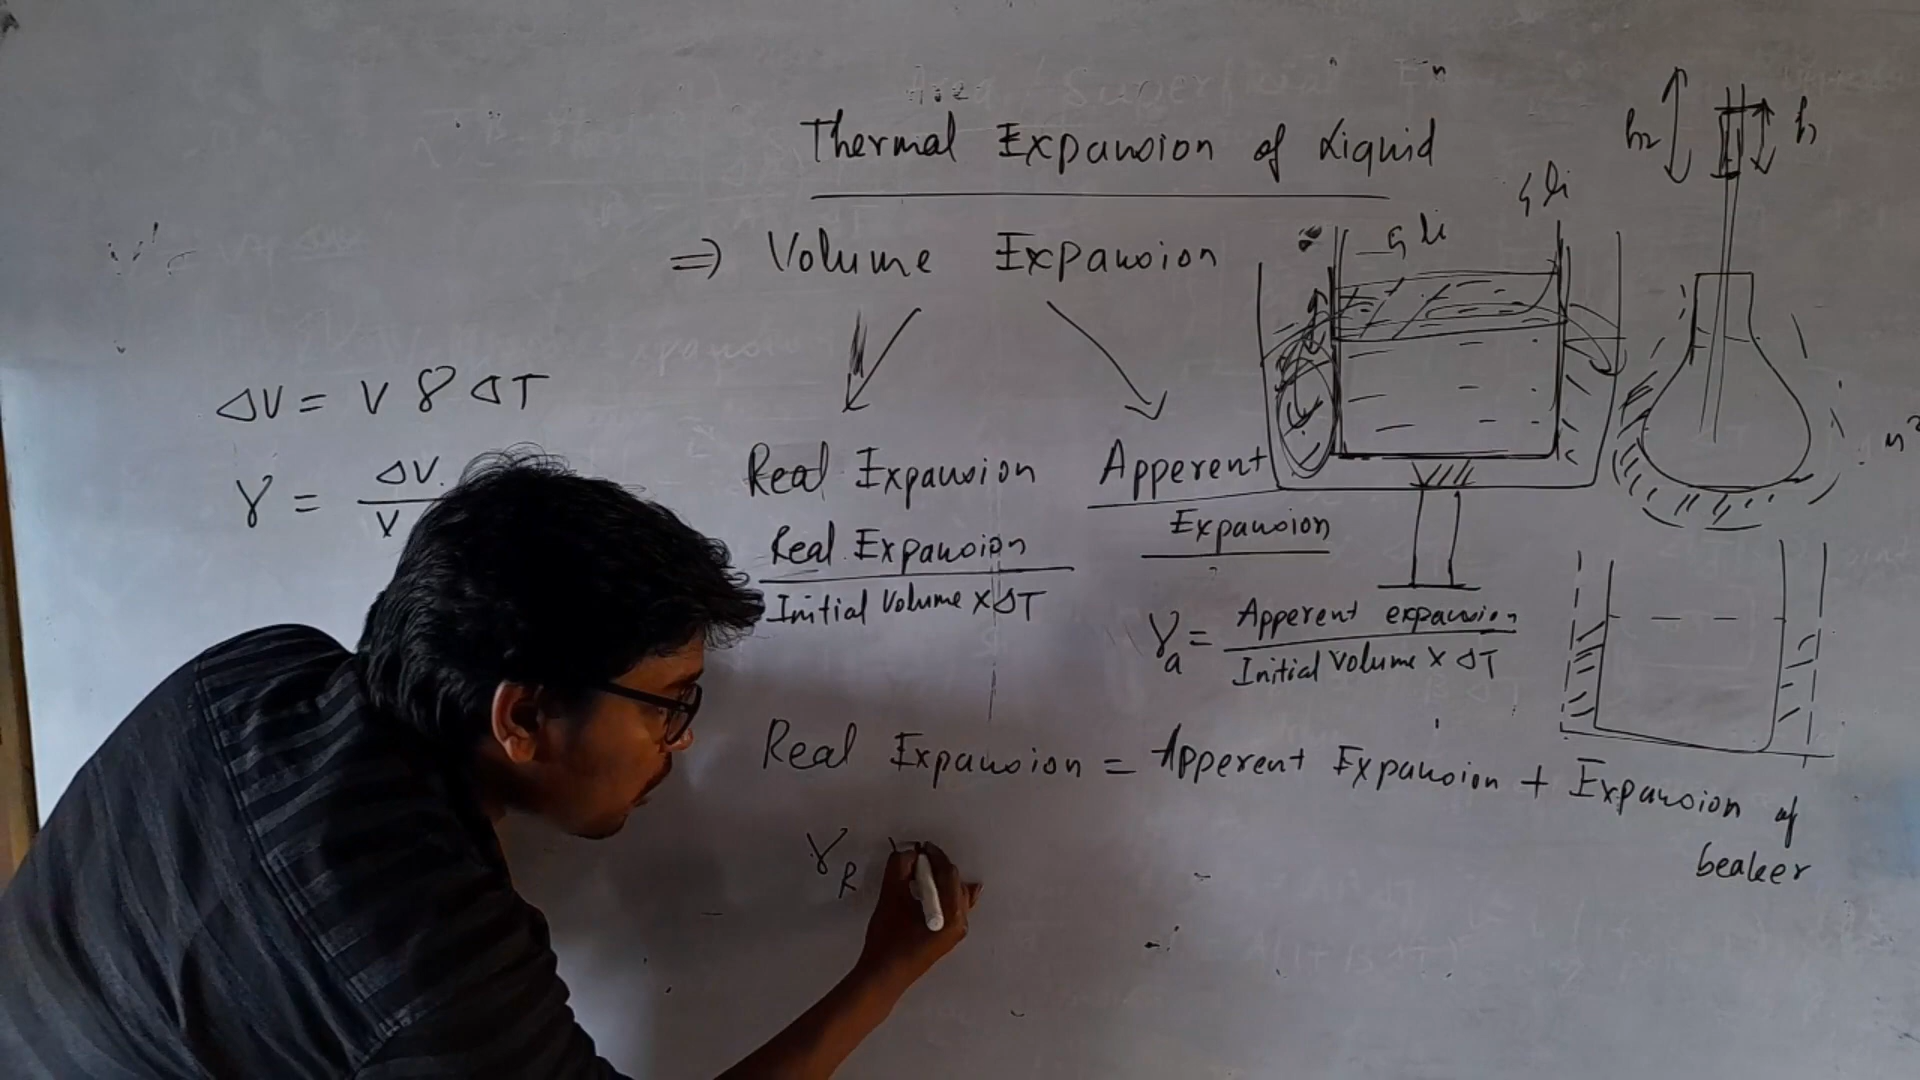 Thermal Expansion of Liquid
⇒ Volume Expansion
ΔV = V γ ΔT
γ = ΔV / V
Real Expansion
Real Expansion / Initial Volume × ΔT
Apperent
Expansion
γa = Apperent expansion / Initial Volume × ΔT
Real Expansion = Apperent Expansion + Expansion of
beaker
γR
h2
h1